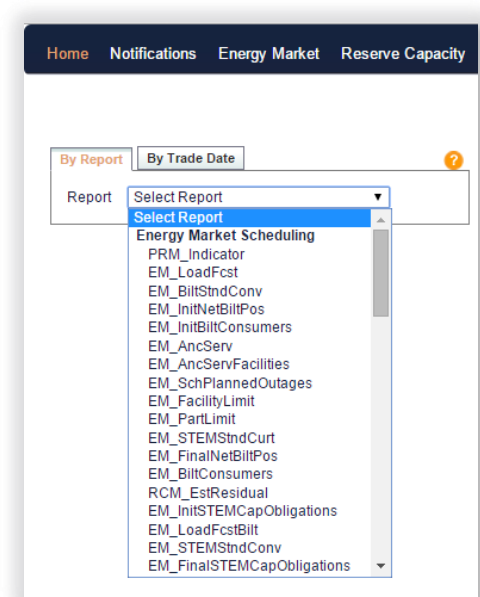 Home Notifications Energy Market Reserve Capacity
By Report By Trade Date ?
Report Select Report
Select Report
Energy Market Scheduling
PRM_Indicator
EM_LoadFcst
EM_BiltStndConv
EM_InitNetBiltPos
EM_InitBiltConsumers
EM_AncServ
EM_AncServFacilities
EM_SchPlannedOutages
EM_FacilityLimit
EM_PartLimit
EM_STEMStndCurt
EM_FinalNetBiltPos
EM_BiltConsumers
RCM_EstResidual
EM_InitSTEMCapObligations
EM_LoadFcstBilt
EM_STEMStndConv
EM_FinalSTEMCapObligations